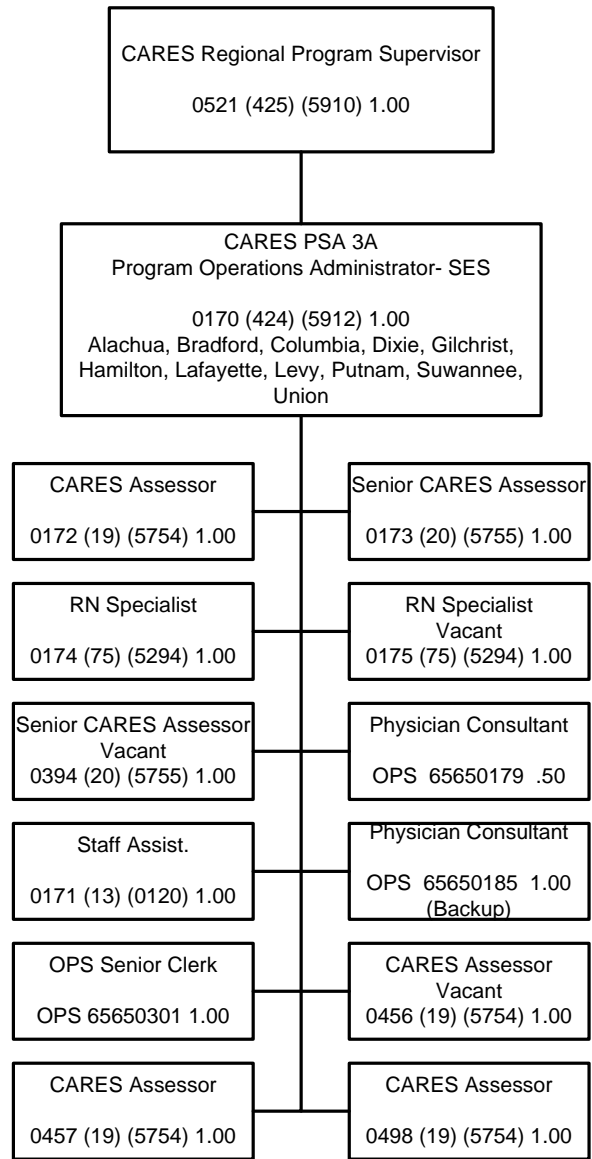 CARES Regional Program Supervisor
0521 (425) (5910) 1.00
CARES PSA 3A
Program Operations Administrator- SES
0170 (424) (5912) 1.00
Alachua, Bradford, Columbia, Dixie, Gilchrist,
Hamilton, Lafayette, Levy, Putnam, Suwannee,
Union
CARES Assessor
0172 (19) (5754) 1.00
Senior CARES Assessor
0173 (20) (5755) 1.00
RN Specialist
0174 (75) (5294) 1.00
RN Specialist
Vacant
0175 (75) (5294) 1.00
Senior CARES Assessor
Vacant
0394 (20) (5755) 1.00
Physician Consultant
OPS 65650179 .50
Staff Assist.
0171 (13) (0120) 1.00
Physician Consultant
OPS 65650185 1.00
(Backup)
OPS Senior Clerk
OPS 65650301 1.00
CARES Assessor
Vacant
0456 (19) (5754) 1.00
CARES Assessor
0457 (19) (5754) 1.00
CARES Assessor
0498 (19) (5754) 1.00